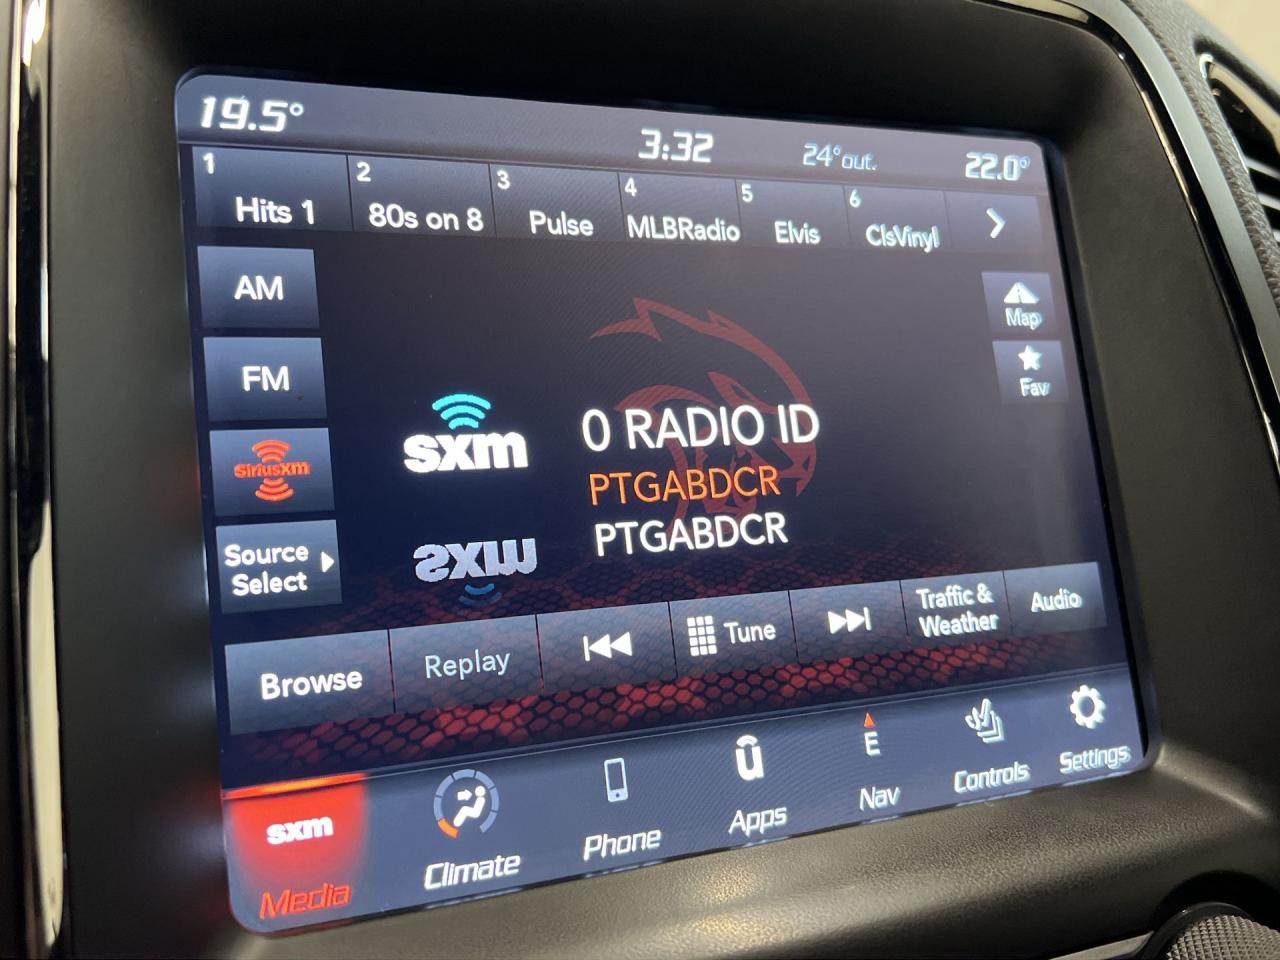 19.5° 3:32 24° out. 22.0°
1 2 3 4 5 6
Hits 1 80s on 8 Pulse MLBRadio Elvis ClsVinyl
AM
Map
FM
Fav
sxm
0 RADIO ID
SiriusXM
PTGABDCR
PTGABDCR
Source
Select
sxm
Browse
Replay
Tune
Traffic &
Weather
Audio
sxm
Media
Climate
Phone
u
Apps
E
Nav
Controls
Settings